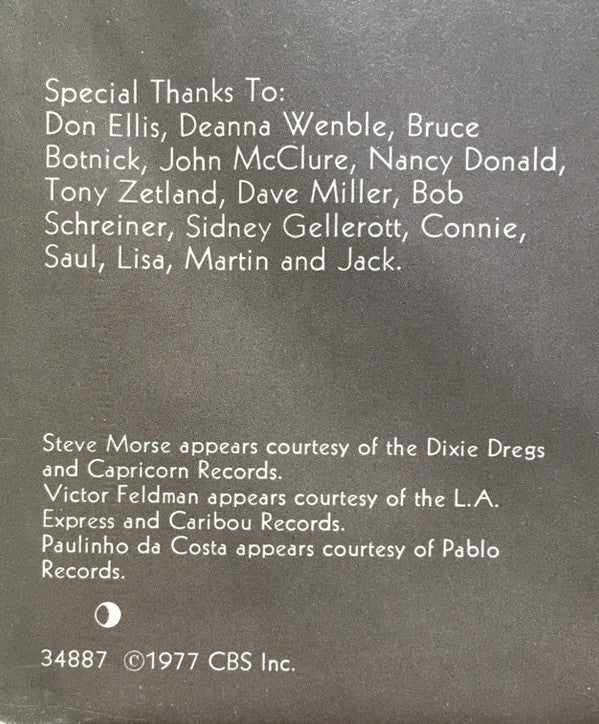 Special Thanks To:
Don Ellis, Deanna Wenble, Bruce
Botnick, John McClure, Nancy Donald,
Tony Zetland, Dave Miller, Bob
Schreiner, Sidney Gellerott, Connie,
Saul, Lisa, Martin and Jack.
Steve Morse appears courtesy of the Dixie Dregs
and Capricorn Records.
Victor Feldman appears courtesy of the L.A.
Express and Caribou Records.
Paulinho da Costa appears courtesy of Pablo
Records.
34887 ©1977 CBS Inc.